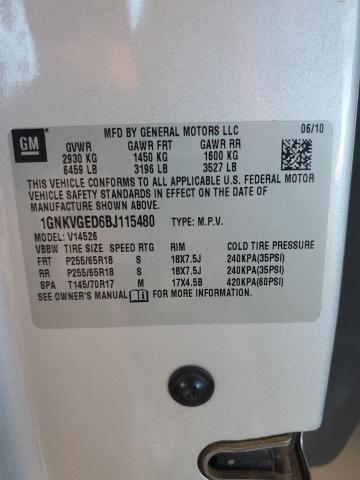 GM
MFD BY GENERAL MOTORS LLC 06/10
GVWR GAWR FRT GAWR RR
2930 KG 1450 KG 1600 KG
6459 LB 3196 LB 3527 LB
THIS VEHICLE CONFORMS TO ALL APPLICABLE U.S. FEDERAL MOTOR
VEHICLE SAFETY STANDARDS IN EFFECT ON THE DATE OF
MANUFACTURE SHOWN ABOVE.
1GNKVGED6BJ115480 TYPE: M.P.V.
MODEL: V14526
VBBW TIRE SIZE SPEED RTG RIM COLD TIRE PRESSURE
FRT P255/65R18 S 18X7.5J 240KPA(35PSI)
RR P255/65R18 S 18X7.5J 240KPA(35PSI)
SPA T145/70R17 M 17X4.5B 420KPA(60PSI)
SEE OWNER'S MANUAL FOR MORE INFORMATION.